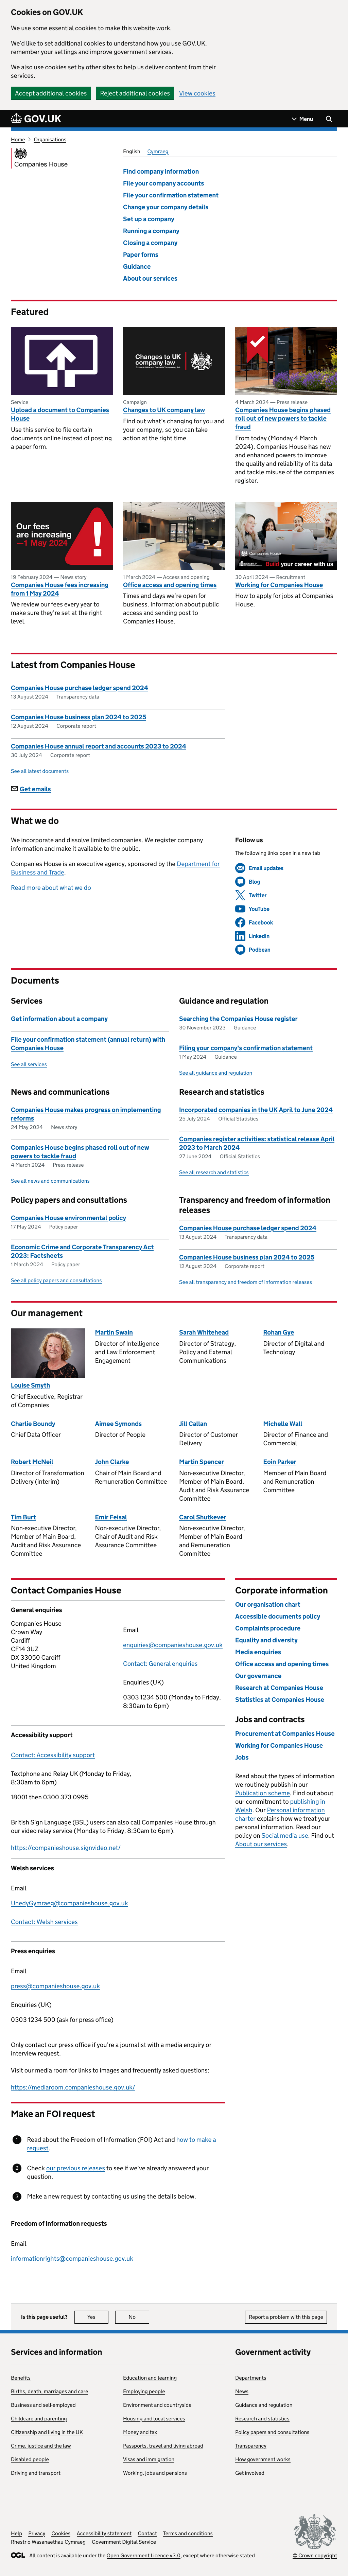 Cookies on GOV.UK
We use some essential cookies to make this website work.
We'd like to set additional cookies to understand how you use GOV.UK,
remember your settings and improve government services.
We also use cookies set by other sites to help us deliver content from their
services.
Accept additional cookies
Reject additional cookies
View cookies
GOV.UK
Menu
Home
Organisations
Companies House
English
Cymraeg
Find company information
File your company accounts
File your confirmation statement
Change your company details
Set up a company
Running a company
Closing a company
Paper forms
Guidance
About our services
Featured
Service
Upload a document to Companies
House
Use this service to file certain
documents online instead of posting
a paper form.
Changes to UK
company law
Campaign
Changes to UK company law
Find out what's changing for you and
your company, so you can take
action at the right time.
4 March 2024 — Press release
Companies House begins phased
roll out of new powers to tackle
fraud
From today (Monday 4 March
2024), Companies House has new
and enhanced powers to improve
the quality and reliability of its data
and tackle misuse of the companies
register.
Our fees
are increasing
—1 May 2024
19 February 2024 — News story
Companies House fees increasing
from 1 May 2024
We review our fees every year to
make sure they're set at the right
level.
1 March 2024 — Access and opening
Office access and opening times
Times and days we're open for
business. Information about public
access and sending post to
Companies House.
Companies House
Build your career with us
30 April 2024 — Recruitment
Working for Companies House
How to apply for jobs at Companies
House.
Latest from Companies House
Companies House purchase ledger spend 2024
13 August 2024 Transparency data
Companies House business plan 2024 to 2025
12 August 2024 Corporate report
Companies House annual report and accounts 2023 to 2024
30 July 2024 Corporate report
See all latest documents
Get emails
What we do
We incorporate and dissolve limited companies. We register company
information and make it available to the public.
Companies House is an executive agency, sponsored by the Department for
Business and Trade.
Read more about what we do
Follow us
The following links open in a new tab
Email updates
Blog
Twitter
YouTube
Facebook
LinkedIn
Podbean
Documents
Services
Get information about a company
File your confirmation statement (annual return) with
Companies House
See all services
Guidance and regulation
Searching the Companies House register
30 November 2023 Guidance
Filing your company's confirmation statement
1 May 2024 Guidance
See all guidance and regulation
News and communications
Companies House makes progress on implementing
reforms
24 May 2024 News story
Companies House begins phased roll out of new
powers to tackle fraud
4 March 2024 Press release
See all news and communications
Research and statistics
Incorporated companies in the UK April to June 2024
25 July 2024 Official Statistics
Companies register activities: statistical release April
2023 to March 2024
27 June 2024 Official Statistics
See all research and statistics
Policy papers and consultations
Companies House environmental policy
17 May 2024 Policy paper
Economic Crime and Corporate Transparency Act
2023: Factsheets
1 March 2024 Policy paper
See all policy papers and consultations
Transparency and freedom of information
releases
Companies House purchase ledger spend 2024
13 August 2024 Transparency data
Companies House business plan 2024 to 2025
12 August 2024 Corporate report
See all transparency and freedom of information releases
Our management
Louise Smyth
Chief Executive, Registrar
of Companies
Martin Swain
Director of Intelligence
and Law Enforcement
Engagement
Sarah Whitehead
Director of Strategy,
Policy and External
Communications
Rohan Gye
Director of Digital and
Technology
Charlie Boundy
Chief Data Officer
Aimee Symonds
Director of People
Jill Callan
Director of Customer
Delivery
Michelle Wall
Director of Finance and
Commercial
Robert McNeil
Director of Transformation
Delivery (interim)
John Clarke
Chair of Main Board and
Remuneration Committee
Martin Spencer
Non-executive Director,
Member of Main Board,
Audit and Risk Assurance
Committee
Eoin Parker
Member of Main Board
and Remuneration
Committee
Tim Burt
Non-executive Director,
Member of Main Board,
Audit and Risk Assurance
Committee
Emir Feisal
Non-executive Director,
Chair of Audit and Risk
Assurance Committee
Carol Shutkever
Non-executive Director,
Member of Main Board
and Remuneration
Committee
Contact Companies House
General enquiries
Companies House
Crown Way
Cardiff
CF14 3UZ
DX 33050 Cardiff
United Kingdom
Email
enquiries@companieshouse.gov.uk
Contact: General enquiries
Enquiries (UK)
0303 1234 500 (Monday to Friday,
8:30am to 6pm)
Accessibility support
Contact: Accessibility support
Textphone and Relay UK (Monday to Friday,
8:30am to 6pm)
18001 then 0300 373 0995
British Sign Language (BSL) users can also call Companies House through
our video relay service (Monday to Friday, 8:30am to 6pm).
https://companieshouse.signvideo.net/
Welsh services
Email
UnedyGymraeg@companieshouse.gov.uk
Contact: Welsh services
Press enquiries
Email
press@companieshouse.gov.uk
Enquiries (UK)
0303 1234 500 (ask for press office)
Only contact our press office if you're a journalist with a media enquiry or
interview request.
Visit our media room for links to images and frequently asked questions:
https://mediaroom.companieshouse.gov.uk/
Make an FOI request
1 Read about the Freedom of Information (FOI) Act and how to make a
request.
2 Check our previous releases to see if we've already answered your
question.
3 Make a new request by contacting us using the details below.
Freedom of Information requests
Email
informationrights@companieshouse.gov.uk
Corporate information
Our organisation chart
Accessible documents policy
Complaints procedure
Equality and diversity
Media enquiries
Office access and opening times
Our governance
Research at Companies House
Statistics at Companies House
Jobs and contracts
Procurement at Companies House
Working for Companies House
Jobs
Read about the types of information
we routinely publish in our
Publication scheme. Find out about
our commitment to publishing in
Welsh. Our Personal information
charter explains how we treat your
personal information. Read our
policy on Social media use. Find out
About our services.
Is this page useful?
Yes
No
Report a problem with this page
Services and information
Benefits
Births, death, marriages and care
Business and self-employed
Childcare and parenting
Citizenship and living in the UK
Crime, justice and the law
Disabled people
Driving and transport
Education and learning
Employing people
Environment and countryside
Housing and local services
Money and tax
Passports, travel and living abroad
Visas and immigration
Working, jobs and pensions
Government activity
Departments
News
Guidance and regulation
Research and statistics
Policy papers and consultations
Transparency
How government works
Get involved
Help Privacy Cookies Accessibility statement Contact Terms and conditions
Rhestr o Wasanaethau Cymraeg Government Digital Service
OGL All content is available under the Open Government Licence v3.0, except where otherwise stated
© Crown copyright